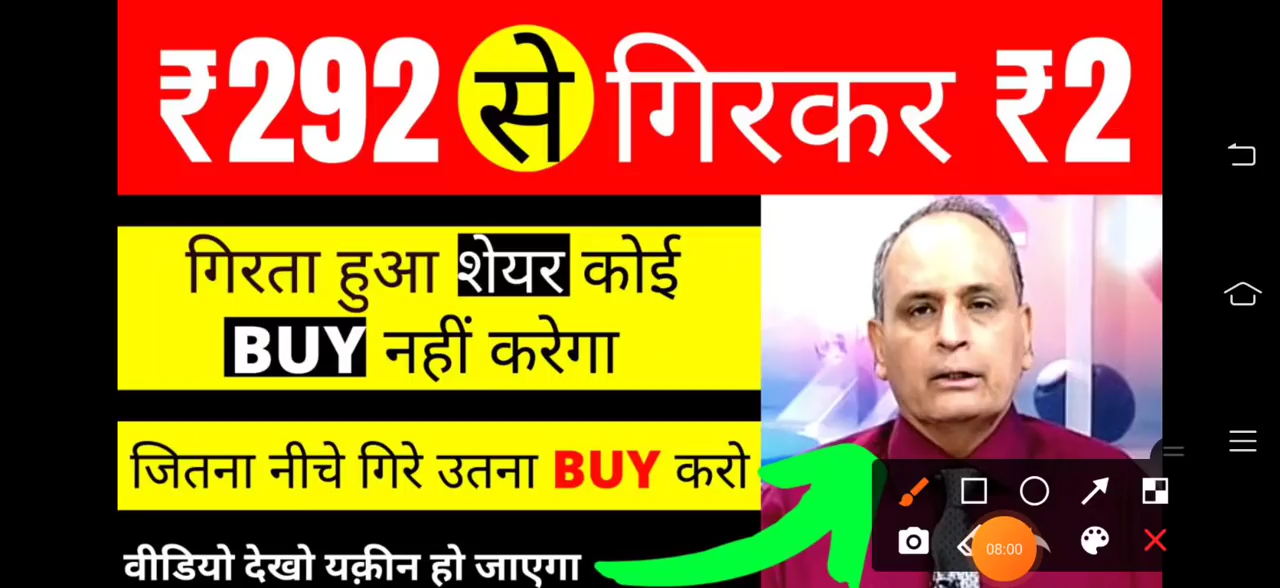 ₹292 से गिरकर ₹2
गिरता हुआ शेयर कोई
BUY नहीं करेगा
जितना नीचे गिरे उतना BUY करो
वीडियो देखो यक़ीन हो जाएगा
08:00